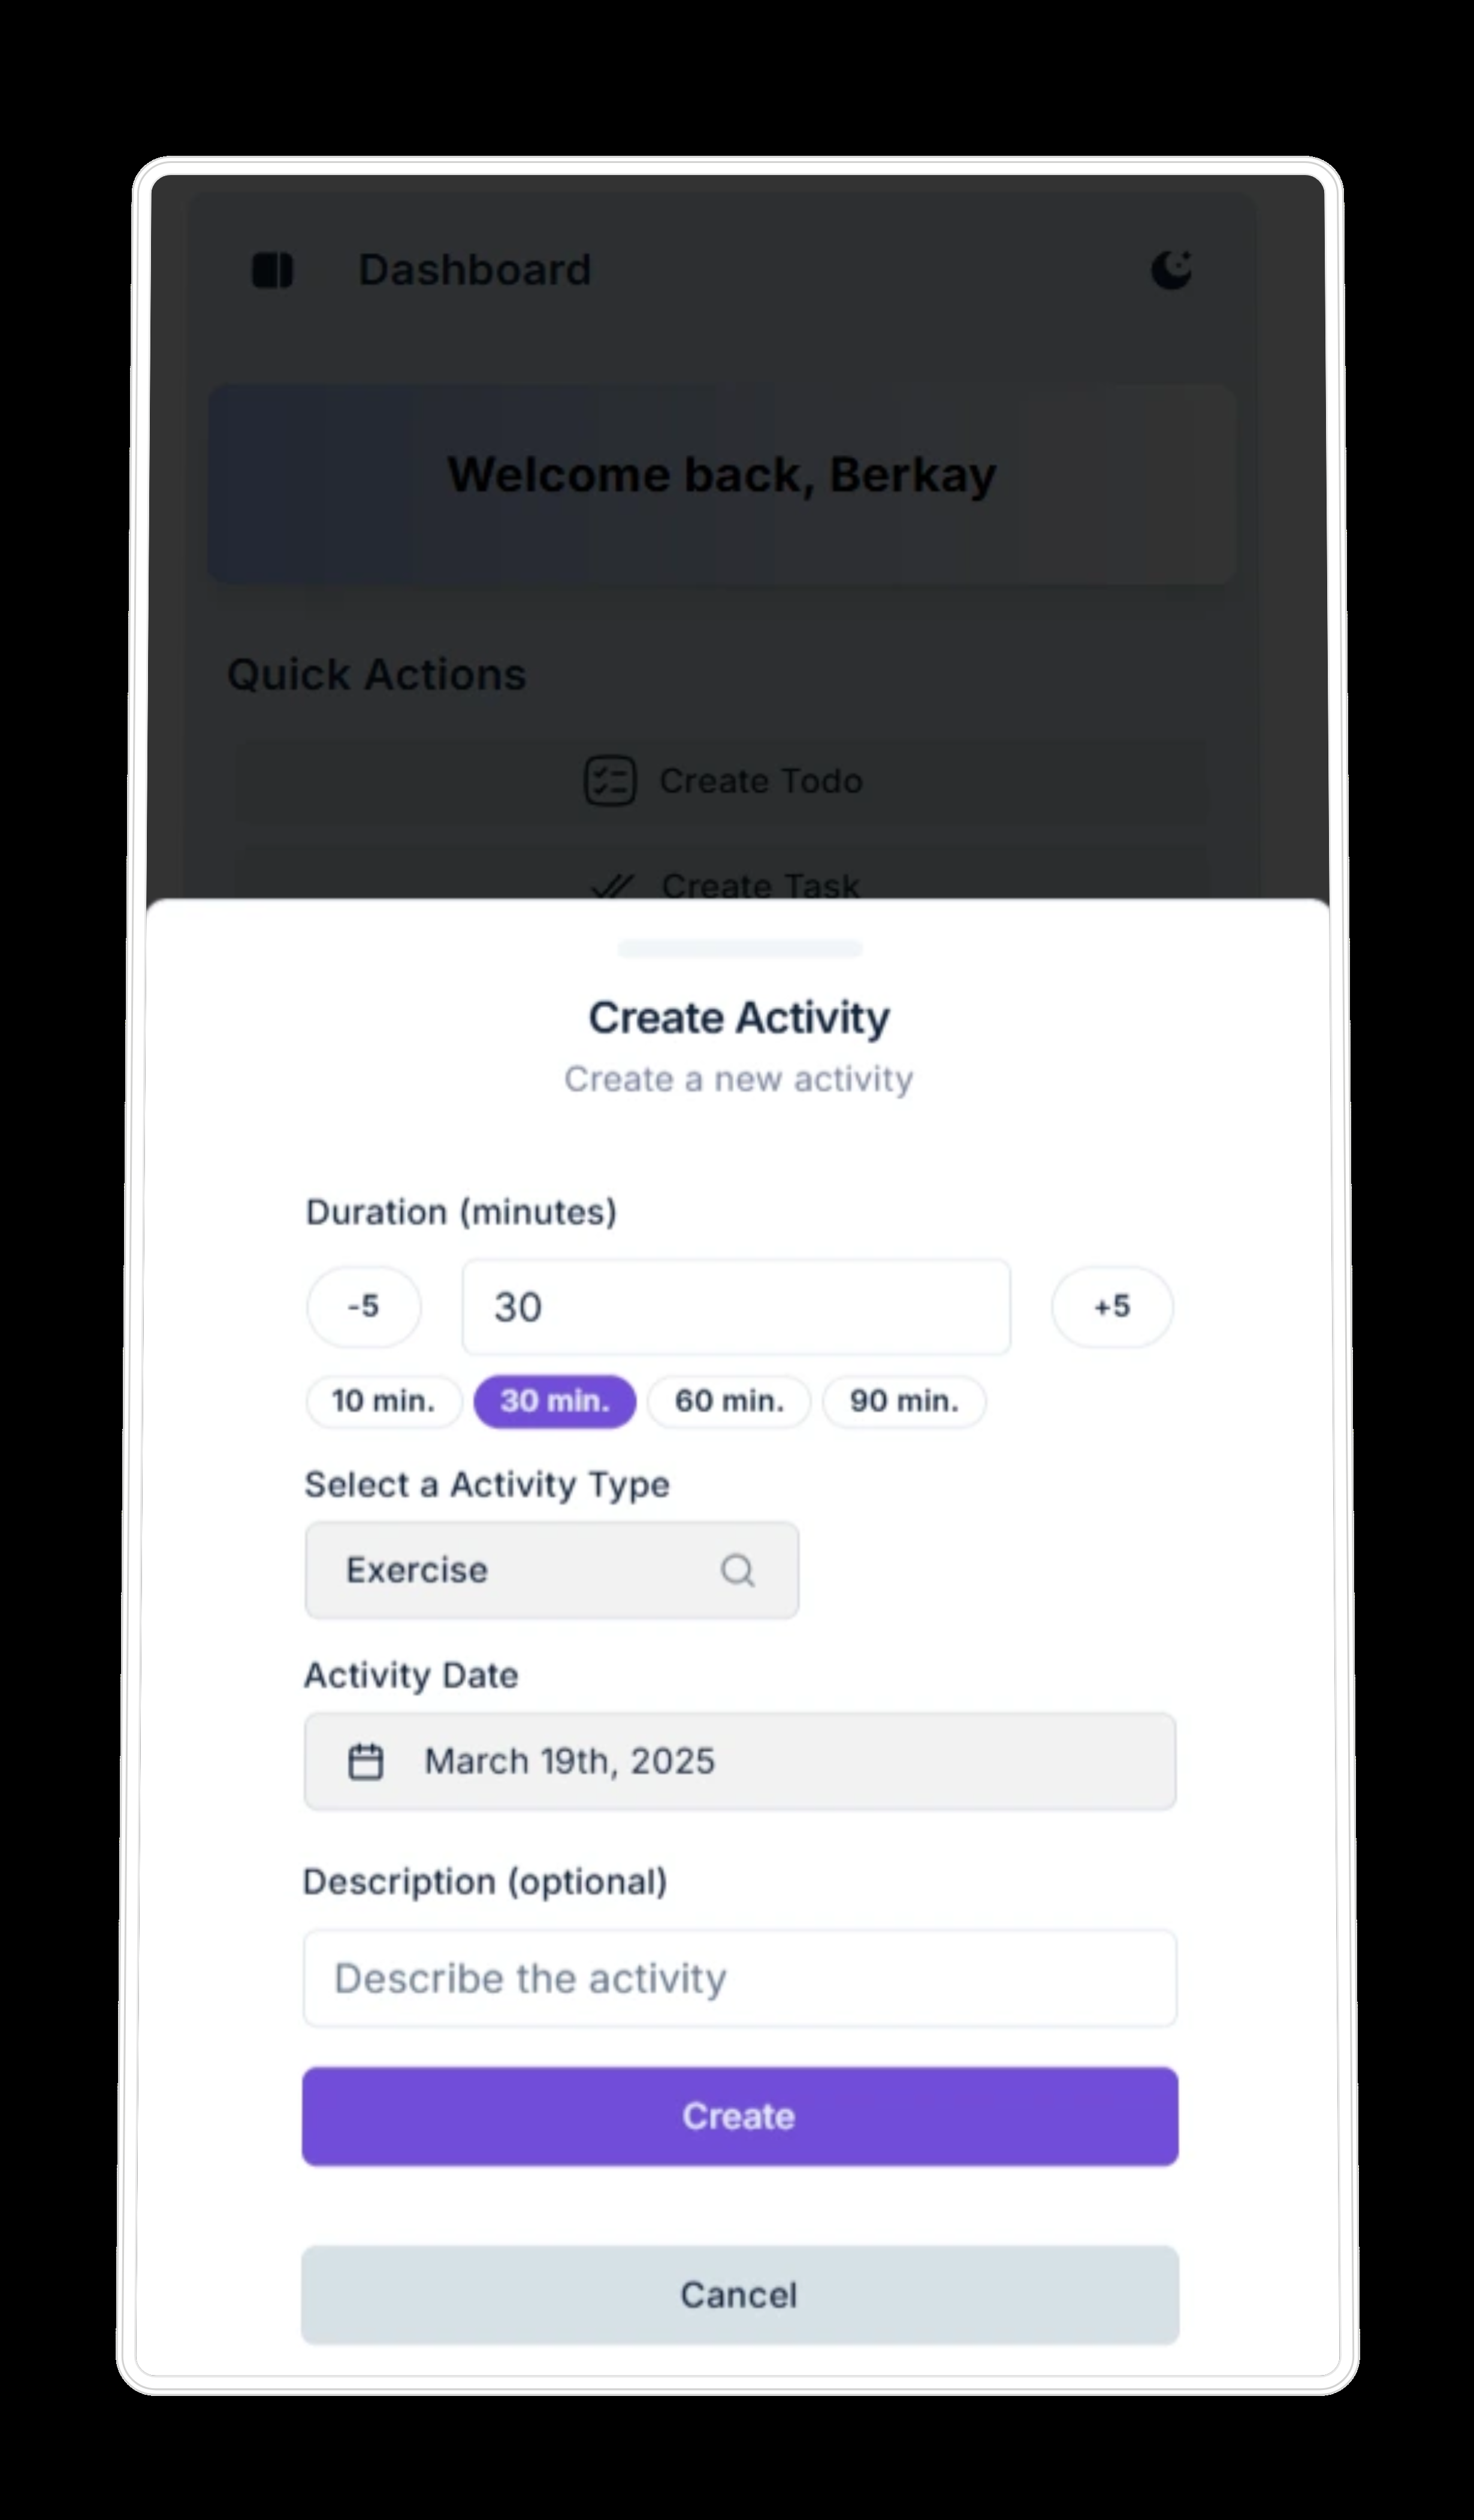 Dashboard
Welcome back, Berkay
Quick Actions
Create Todo
Create Task
Create Activity
Create a new activity
Duration (minutes)
-5 30 +5
10 min. 30 min. 60 min. 90 min.
Select a Activity Type
Exercise
Activity Date
March 19th, 2025
Description (optional)
Describe the activity
Create
Cancel